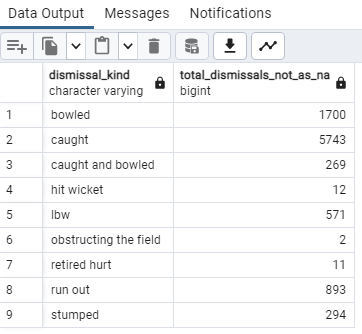 Data Output Messages Notifications
dismissal_kind total_dismissals_not_as_na
character varying bigint
1 bowled 1700
2 caught 5743
3 caught and bowled 269
4 hit wicket 12
5 lbw 571
6 obstructing the field 2
7 retired hurt 11
8 run out 893
9 stumped 294